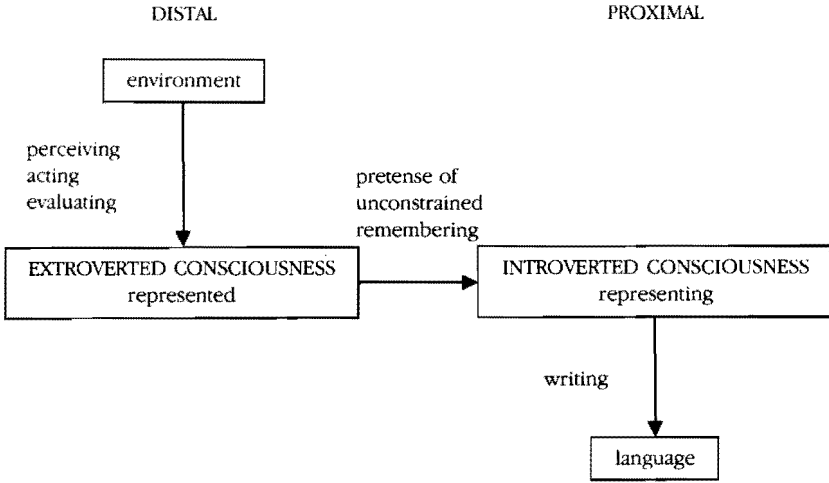 DISTAL
PROXIMAL
environment
perceiving
acting
evaluating
pretense of
unconstrained
remembering
EXTROVERTED CONSCIOUSNESS
represented
INTROVERTED CONSCIOUSNESS
representing
writing
language